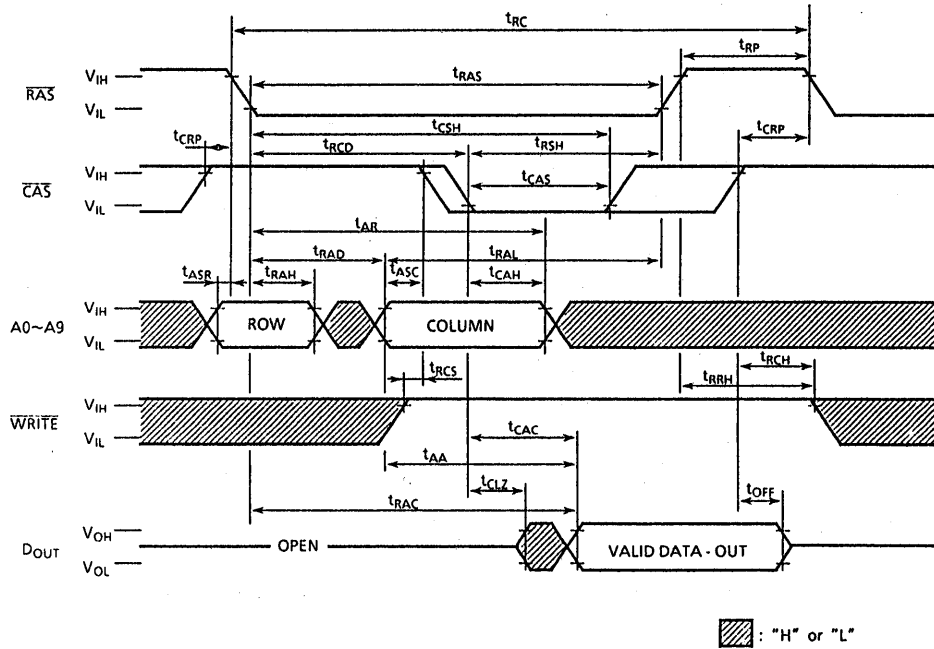 tRC
tRP
RAS
VIH
VIL
tRAS
tCSH
tCRP
tRCD
tRSH
tCRP
CAS
VIH
VIL
tCAS
tAR
tRAD
tRAL
tASR
tRAH
tASC
tCAH
A0~A9
VIH
VIL
ROW
COLUMN
tRCS
tRCH
tRRH
WRITE
VIH
VIL
tCAC
tAA
tCLZ
tOFF
tRAC
DOUT
VOH
VOL
OPEN
VALID DATA - OUT
: "H" or "L"